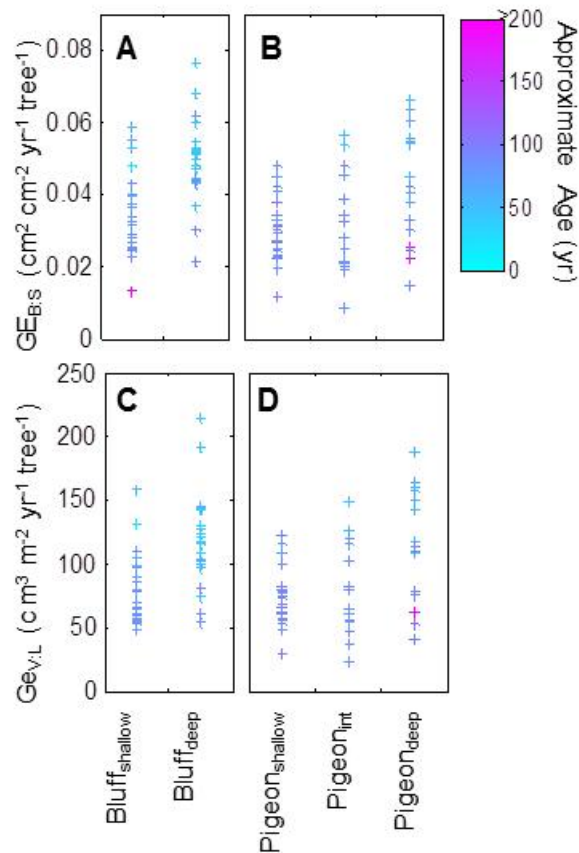 A
B
0.08
0.06
0.04
0.02
0
GE_B:S (cm² cm⁻² yr⁻¹ tree⁻¹)
>200
150
100
50
0
Approximate Age (yr)
C
D
250
200
150
100
50
0
Ge_V:L (cm³ m⁻² yr⁻¹ tree⁻¹)
Bluff_shallow
Bluff_deep
Pigeon_shallow
Pigeon_int
Pigeon_deep